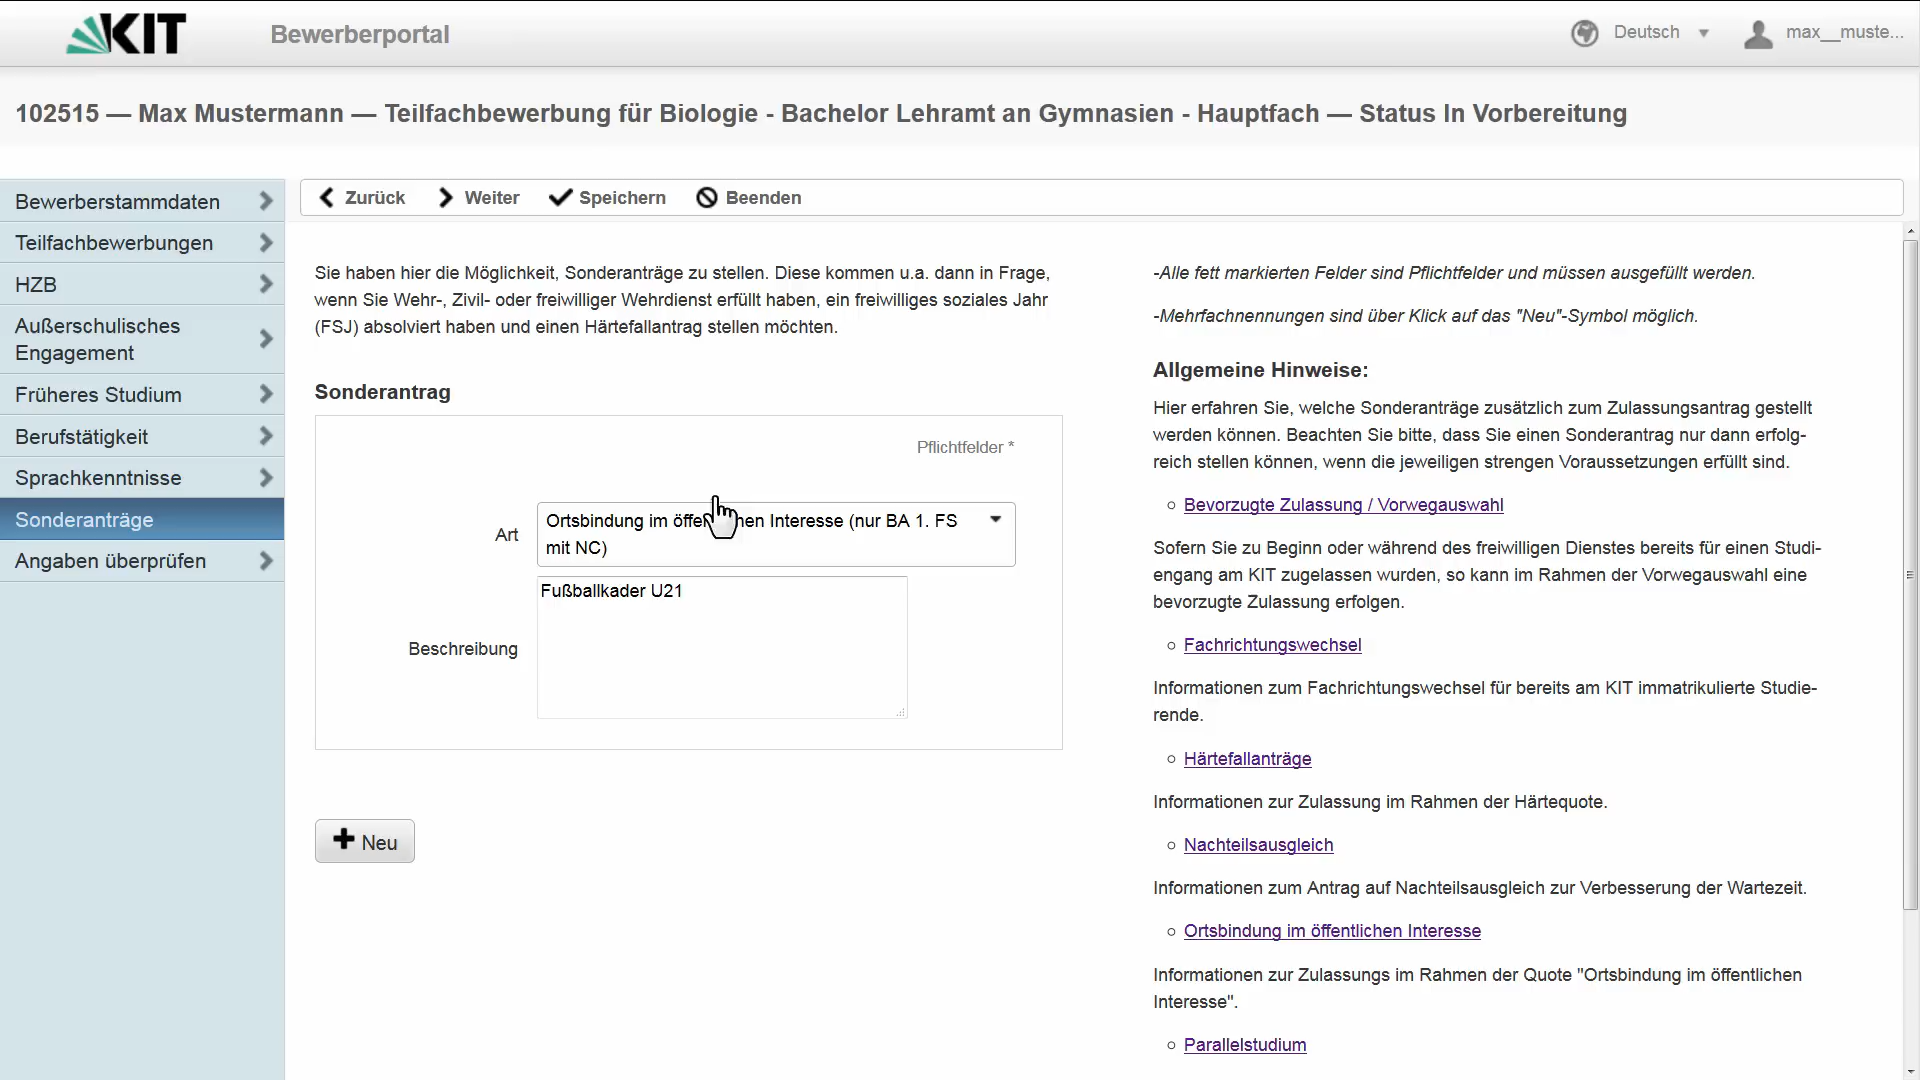 KIT
Bewerberportal
Deutsch
max__muste...
102515 — Max Mustermann — Teilfachbewerbung für Biologie - Bachelor Lehramt an Gymnasien - Hauptfach — Status In Vorbereitung
Bewerberstammdaten
Teilfachbewerbungen
HZB
Außerschulisches
Engagement
Früheres Studium
Berufstätigkeit
Sprachkenntnisse
Sonderanträge
Angaben überprüfen
Zurück Weiter Speichern Beenden
Sie haben hier die Möglichkeit, Sonderanträge zu stellen. Diese kommen u.a. dann in Frage,
wenn Sie Wehr-, Zivil- oder freiwilliger Wehrdienst erfüllt haben, ein freiwilliges soziales Jahr
(FSJ) absolviert haben und einen Härtefallantrag stellen möchten.
Sonderantrag
Pflichtfelder *
Art
Ortsbindung im öffentlichen Interesse (nur BA 1. FS
mit NC)
Beschreibung
Fußballkader U21
Neu
-Alle fett markierten Felder sind Pflichtfelder und müssen ausgefüllt werden.
-Mehrfachnennungen sind über Klick auf das "Neu"-Symbol möglich.
Allgemeine Hinweise:
Hier erfahren Sie, welche Sonderanträge zusätzlich zum Zulassungsantrag gestellt
werden können. Beachten Sie bitte, dass Sie einen Sonderantrag nur dann erfolg-
reich stellen können, wenn die jeweiligen strengen Voraussetzungen erfüllt sind.
Bevorzugte Zulassung / Vorwegauswahl
Sofern Sie zu Beginn oder während des freiwilligen Dienstes bereits für einen Studi-
engang am KIT zugelassen wurden, so kann im Rahmen der Vorwegauswahl eine
bevorzugte Zulassung erfolgen.
Fachrichtungswechsel
Informationen zum Fachrichtungswechsel für bereits am KIT immatrikulierte Studie-
rende.
Härtefallanträge
Informationen zur Zulassung im Rahmen der Härtequote.
Nachteilsausgleich
Informationen zum Antrag auf Nachteilsausgleich zur Verbesserung der Wartezeit.
Ortsbindung im öffentlichen Interesse
Informationen zur Zulassungs im Rahmen der Quote "Ortsbindung im öffentlichen
Interesse".
Parallelstudium